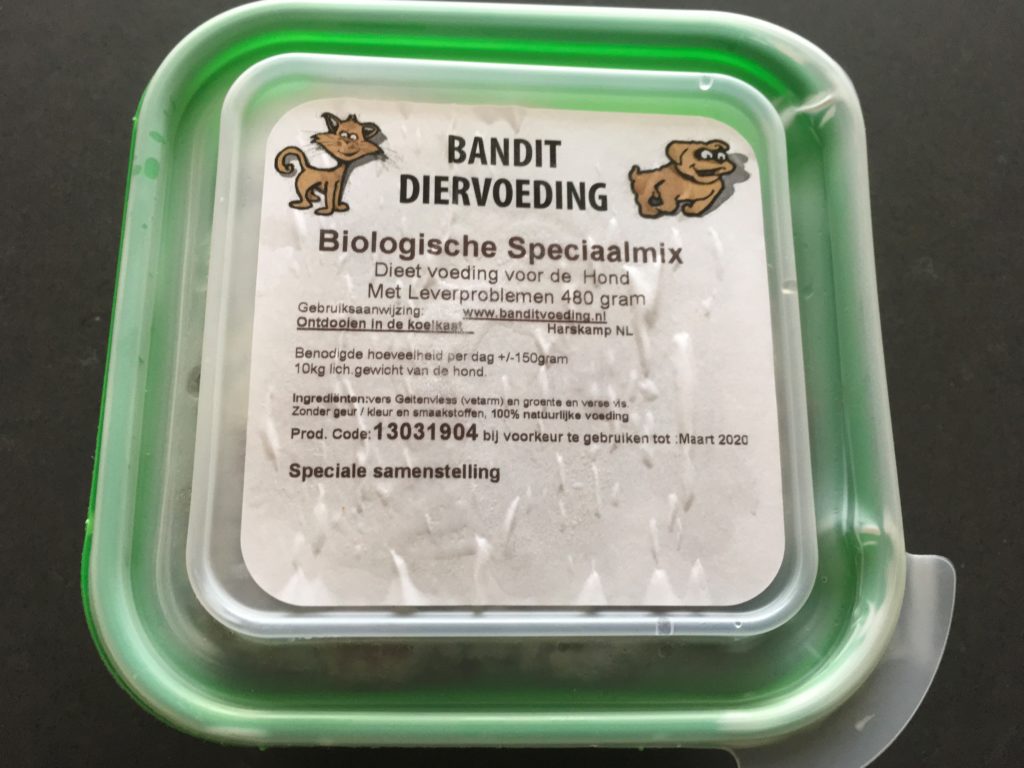 BANDIT
DIERVOEDING
Biologische Speciaalmix
Dieet voeding voor de Hond
Met Leverproblemen 480 gram
Gebruiksaanwijzing: www.banditvoeding.nl
Ontdooien in de koelkast Harskamp NL
Benodigde hoeveelheid per dag +/-150gram
10kg lich.gewicht van de hond.
Ingrediënten:vers Geitenvless (vetarm) en groente en verse vis.
Zonder geur / kleur en smaakstoffen, 100% natuurlijke voeding
Prod. Code:13031904 bij voorkeur te gebruiken tot :Maart 2020
Speciale samenstelling